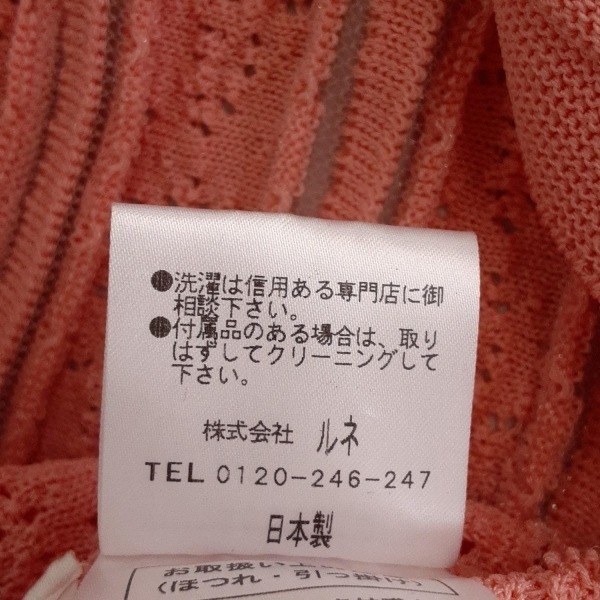 ●洗濯は信用ある専門店に御
相談下さい。
●付属品のある場合は、取り
はずしてクリーニングして
下さい。
株式会社 ルネ
TEL 0120-246-247
日本製
お取扱い上
(ほつれ・引っ掛け)